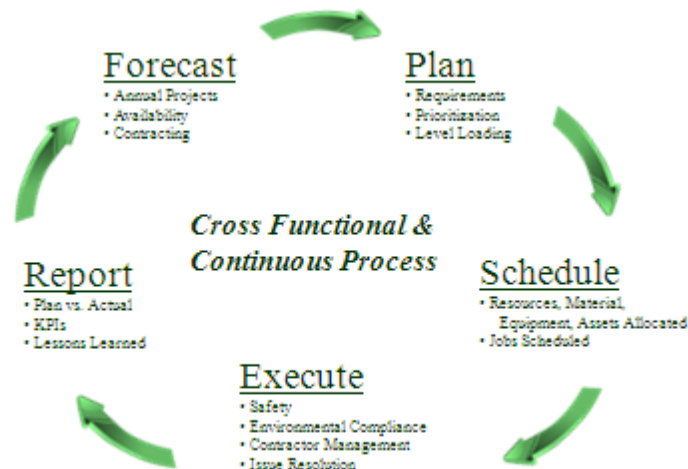 Forecast
• Annual Projects
• Availability
• Contracting
Plan
• Requirements
• Prioritization
• Level Loading
Cross Functional &
Continuous Process
Schedule
• Resources, Material,
Equipment, Assets Allocated
• Jobs Scheduled
Report
• Plan vs. Actual
• KPIs
• Lessons Learned
Execute
• Safety
• Environmental Compliance
• Contractor Management
• Issue Resolution